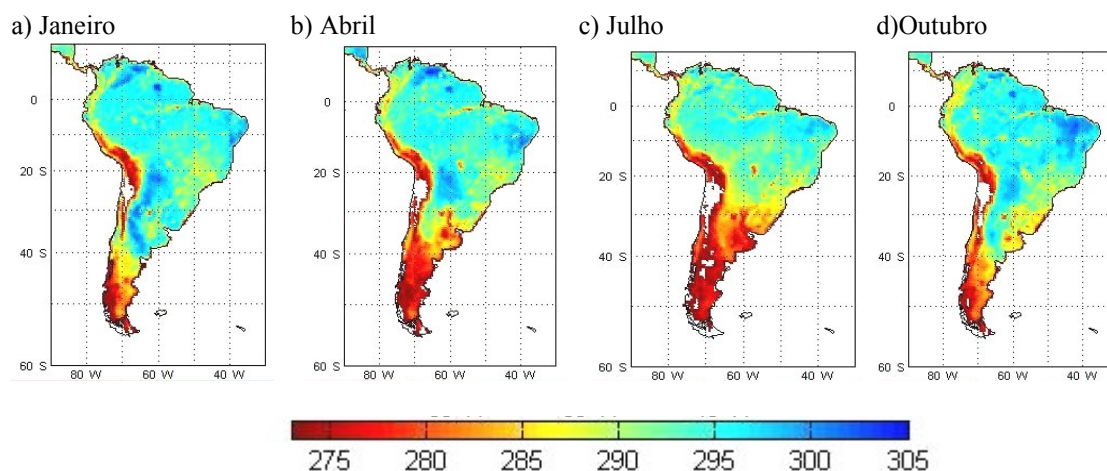 a) Janeiro b) Abril c) Julho d)Outubro
0 0 0 0
20 S 20 S 20 S 20 S
40 S 40 S 40 S 40 S
60 S 60 S 60 S 60 S
80 W 60 W 40 W 80 W 60 W 40 W 80 W 60 W 40 W 80 W 60 W 40 W
275 280 285 290 295 300 305